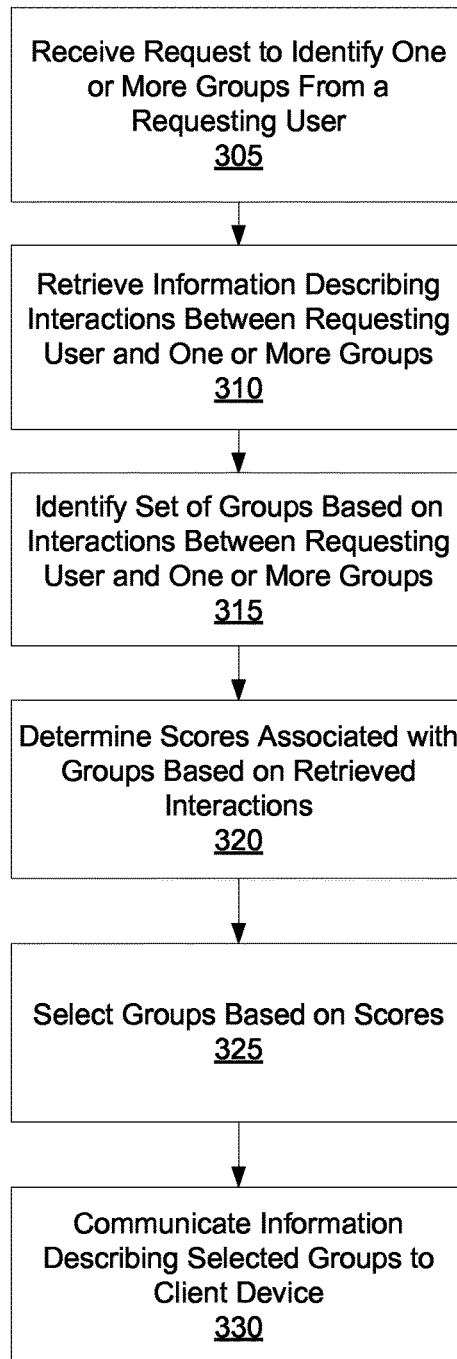 Receive Request to Identify One
or More Groups From a
Requesting User
305
Retrieve Information Describing
Interactions Between Requesting
User and One or More Groups
310
Identify Set of Groups Based on
Interactions Between Requesting
User and One or More Groups
315
Determine Scores Associated with
Groups Based on Retrieved
Interactions
320
Select Groups Based on Scores
325
Communicate Information
Describing Selected Groups to
Client Device
330